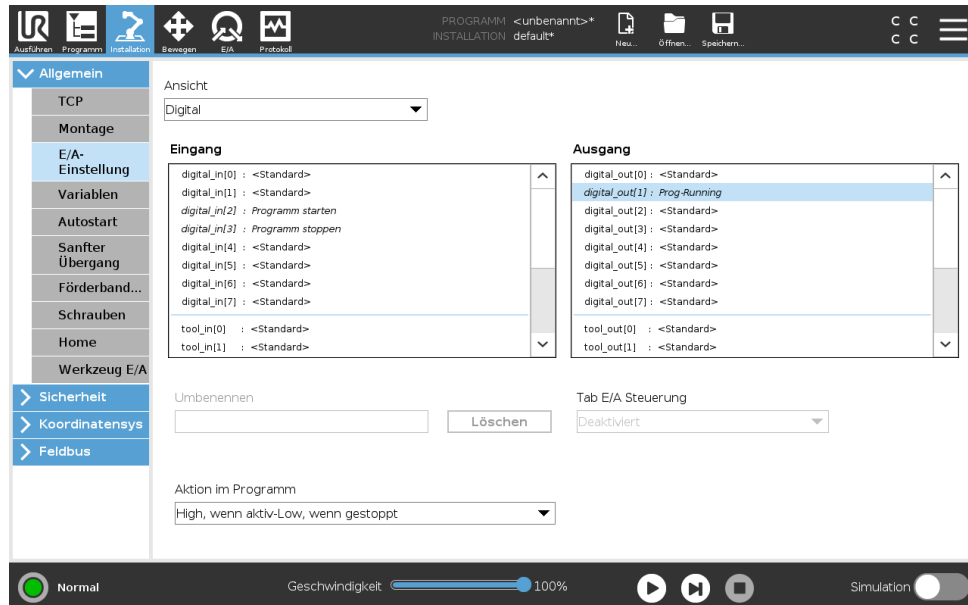 UR
Ausführen
Programm
Installation
Bewegen
E/A
Protokoll
PROGRAMM <unbenannt>*
INSTALLATION default*
Neu...
Öffnen...
Speichern...
C C
C C
Allgemein
TCP
Montage
E/A-
Einstellung
Variablen
Autostart
Sanfter
Übergang
Förderband...
Schrauben
Home
Werkzeug E/A
Sicherheit
Koordinatensys
Feldbus
Ansicht
Digital
Eingang
digital_in[0] : <Standard>
digital_in[1] : <Standard>
digital_in[2] : Programm starten
digital_in[3] : Programm stoppen
digital_in[4] : <Standard>
digital_in[5] : <Standard>
digital_in[6] : <Standard>
digital_in[7] : <Standard>
tool_in[0] : <Standard>
tool_in[1] : <Standard>
Ausgang
digital_out[0] : <Standard>
digital_out[1] : Prog-Running
digital_out[2] : <Standard>
digital_out[3] : <Standard>
digital_out[4] : <Standard>
digital_out[5] : <Standard>
digital_out[6] : <Standard>
digital_out[7] : <Standard>
tool_out[0] : <Standard>
tool_out[1] : <Standard>
Umbenennen
Löschen
Tab E/A Steuerung
Deaktiviert
Aktion im Programm
High, wenn aktiv-Low, wenn gestoppt
Normal
Geschwindigkeit
100%
Simulation